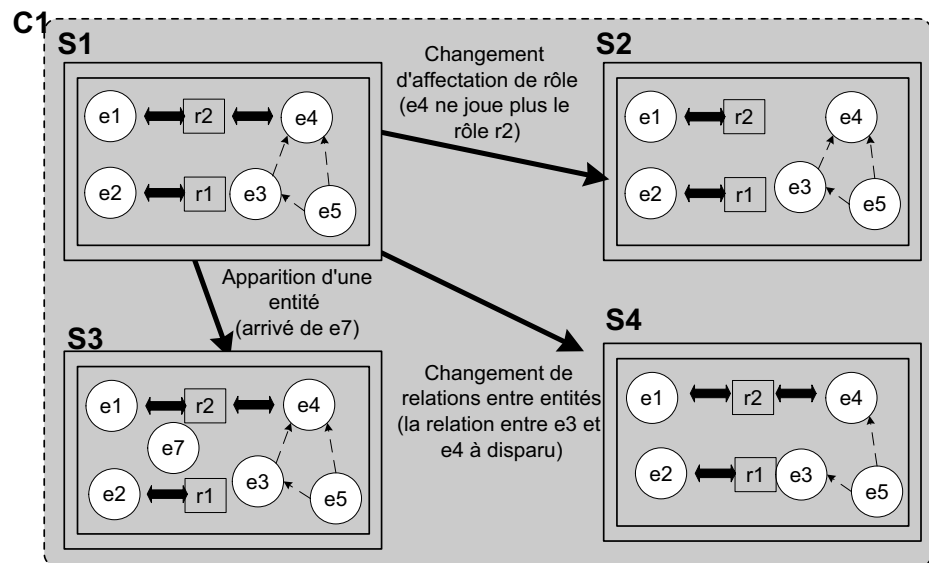 C1
S1
S2
Changement
d'affectation de rôle
(e4 ne joue plus le
rôle r2)
e1 r2 e4
e2 r1 e3
e5
e1 r2 e4
e2 r1 e3
e5
Apparition d'une
entité
(arrivé de e7)
S3
S4
Changement de
relations entre entités
(la relation entre e3 et
e4 à disparu)
e1 r2 e4
e7
e2 r1 e3
e5
e1 r2 e4
e2 r1 e3
e5